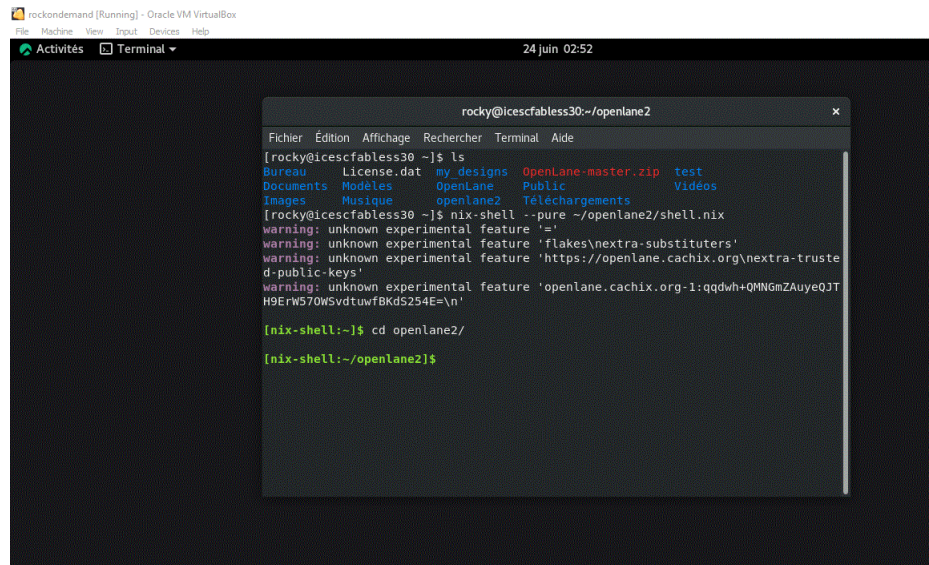 rockondemand [Running] - Oracle VM VirtualBox
File Machine View Input Devices Help
Activités Terminal 24 juin 02:52
rocky@icescfabless30:~/openlane2 ×
Fichier Édition Affichage Rechercher Terminal Aide
[rocky@icescfabless30 ~]$ ls
Bureau License.dat my_designs OpenLane-master.zip test
Documents Modèles OpenLane Public Vidéos
Images Musique openlane2 Téléchargements
[rocky@icescfabless30 ~]$ nix-shell --pure ~/openlane2/shell.nix
warning: unknown experimental feature '='
warning: unknown experimental feature 'flakes\nextra-substituters'
warning: unknown experimental feature 'https://openlane.cachix.org\nextra-truste
d-public-keys'
warning: unknown experimental feature 'openlane.cachix.org-1:qqdwh+QMNGmZAuyeQJT
H9ErW57OWSvdtuwfBKdS254E=\n'
[nix-shell:~]$ cd openlane2/
[nix-shell:~/openlane2]$